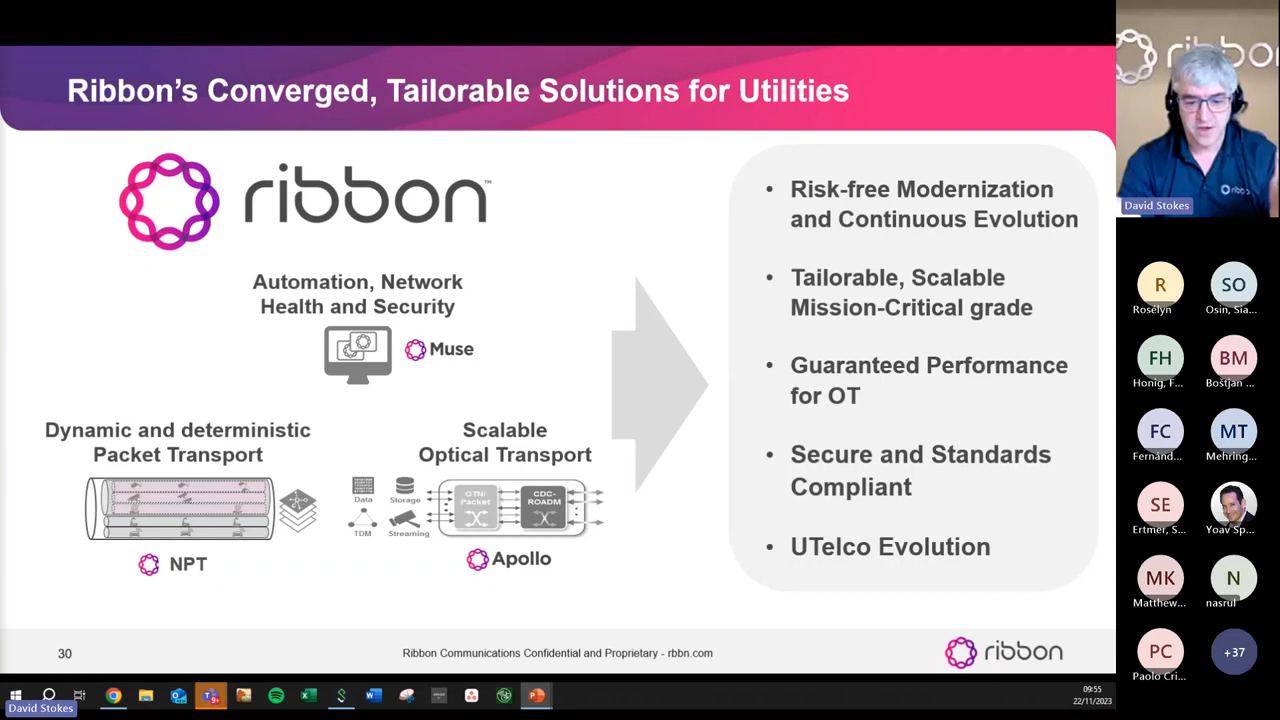 Ribbon's Converged, Tailorable Solutions for Utilities
ribbon™
Automation, Network
Health and Security
Muse
Dynamic and deterministic
Packet Transport
NPT
Scalable
Optical Transport
Data
Storage
TDM
Streaming
OTN/
Packet
CDC-
ROADM
Apollo
• Risk-free Modernization
and Continuous Evolution
• Tailorable, Scalable
Mission-Critical grade
• Guaranteed Performance
for OT
• Secure and Standards
Compliant
• UTelco Evolution
30
Ribbon Communications Confidential and Proprietary - rbbn.com
ribbon
ribbon
ribbon
David Stokes
R
Roselyn
SO
Osin, Sia...
FH
Honig, F...
BM
Boštjan ...
FC
Fernánd...
MT
Mehring...
SE
Ertmer, S...
Yoav Sp...
MK
Matthew...
N
nasrul
PC
Paolo Cri...
+37
9+
David Stokes
09:55
22/11/2023